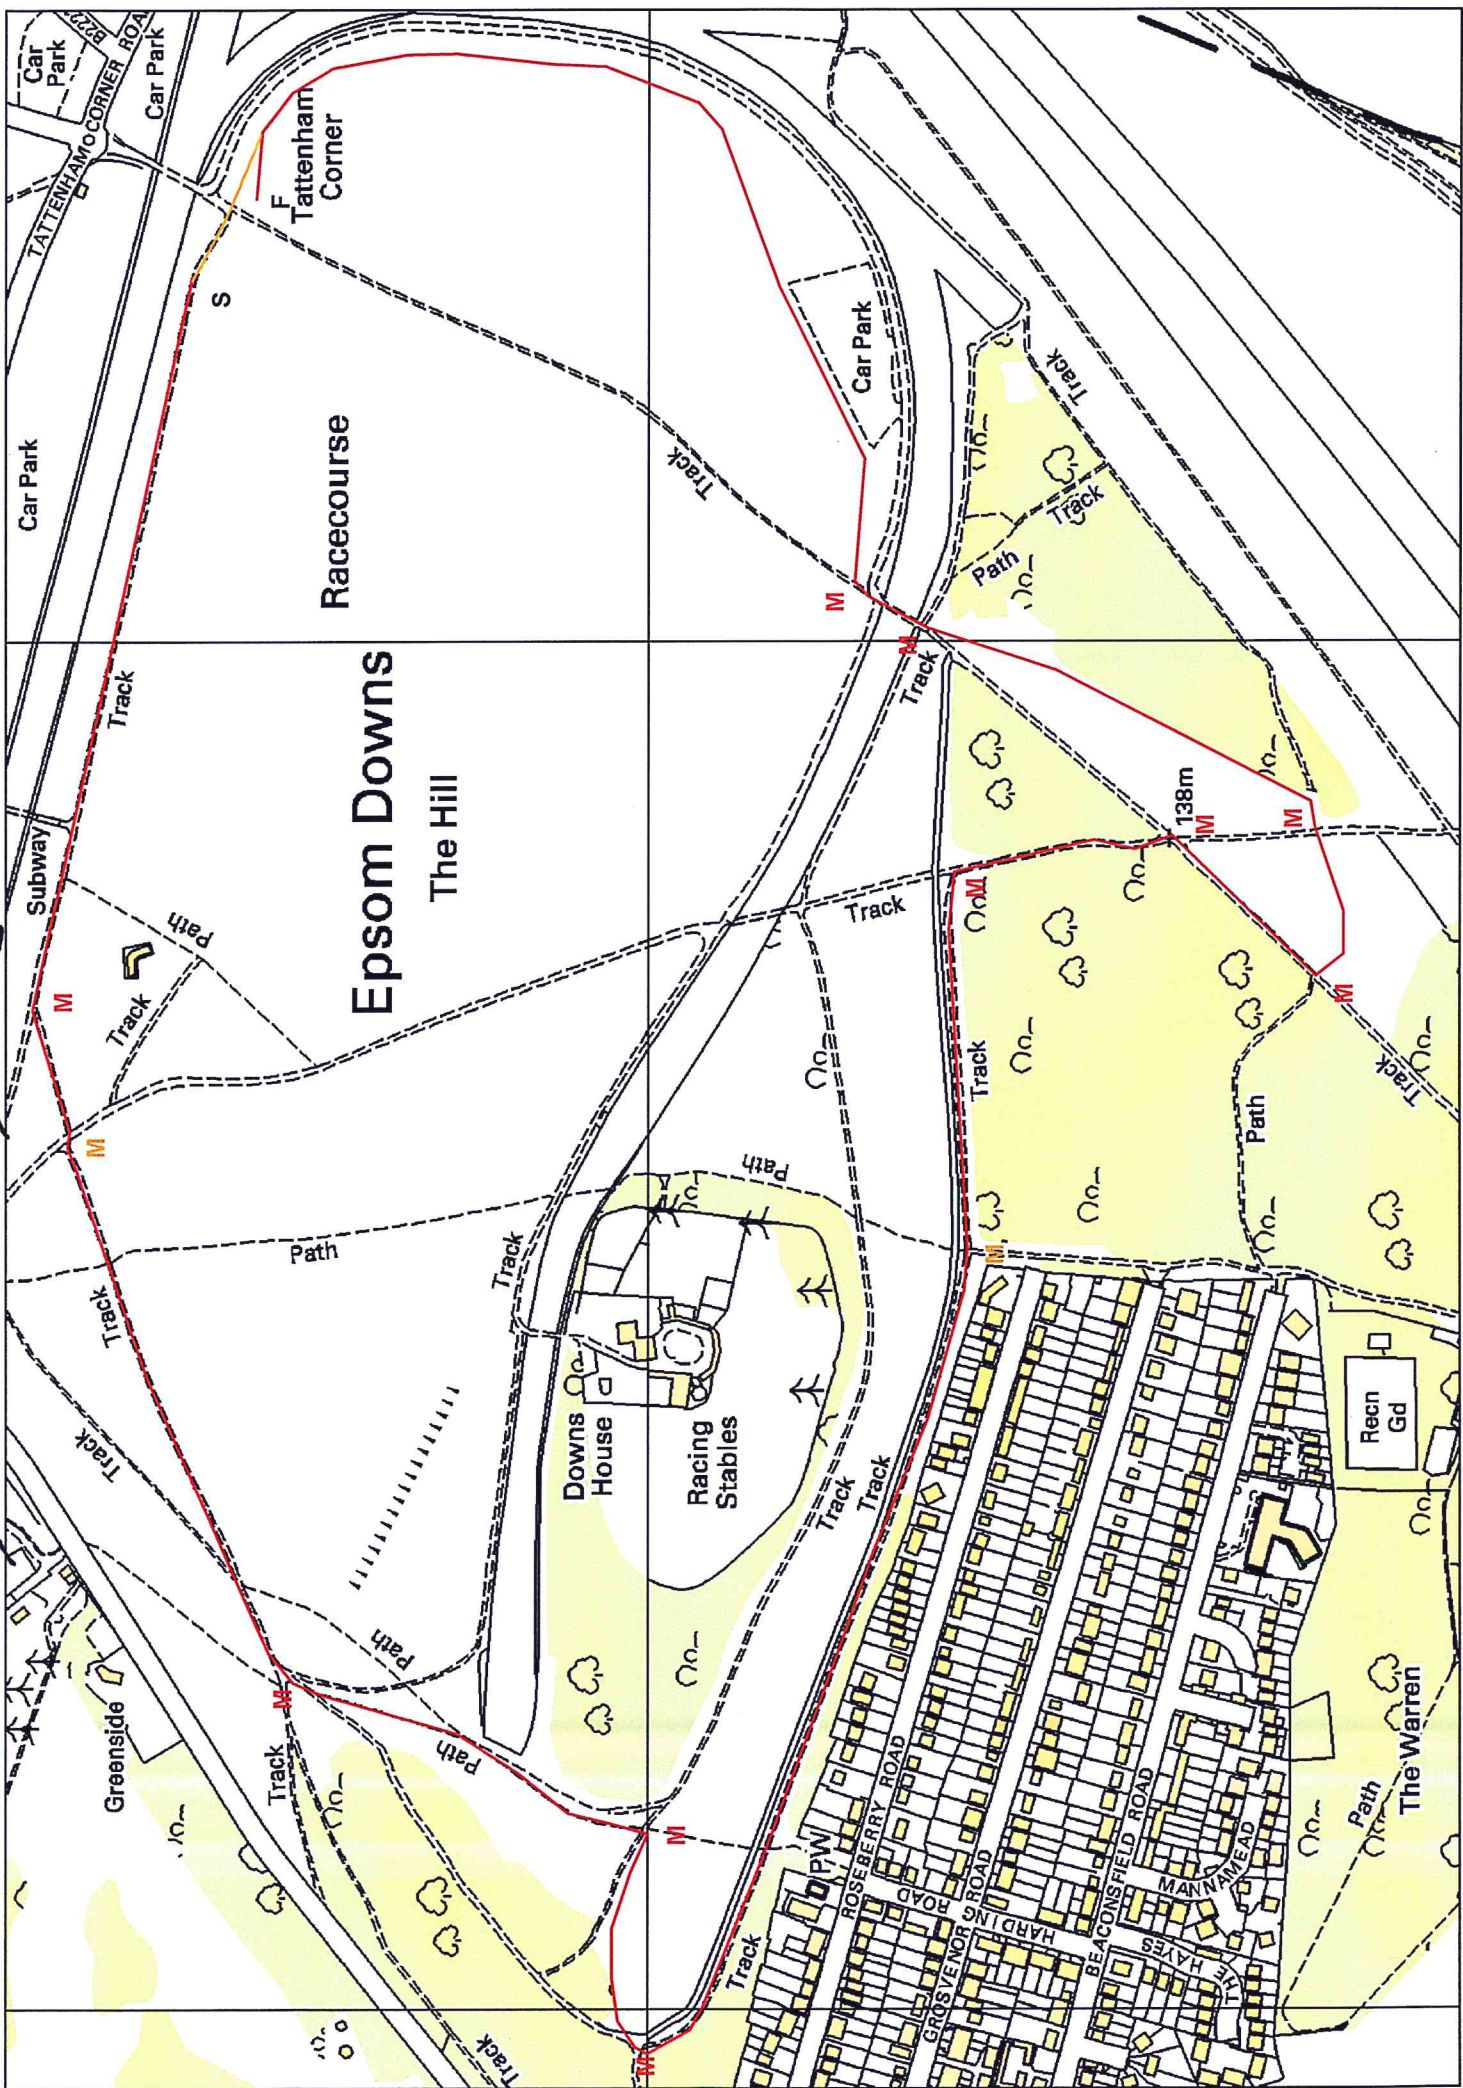 Car
Park
B222
TATTENHAM CORNER ROA
Car Park
Car Park
F
Tattenham
Corner
S
Racecourse
Track
Car Park
Track
Track
Path
M
M
Track
Track
Epsom Downs
The Hill
Subway
Path
Track
M
M
138m
M
M
M
Track
Track
Path
Track
M
M
Path
Path
Track
Track
M
Downs
House
Racing
Stables
Track
Track
Track
Recn
Gd
Path
Greenside
Track
M
Path
M
Track
Track
M
PW
ROSEBERRY ROAD
GROSVENOR ROAD
HARDING ROAD
BEACONSFIELD ROAD
MANNAMEAD
THE HAYES
Path
The Warren